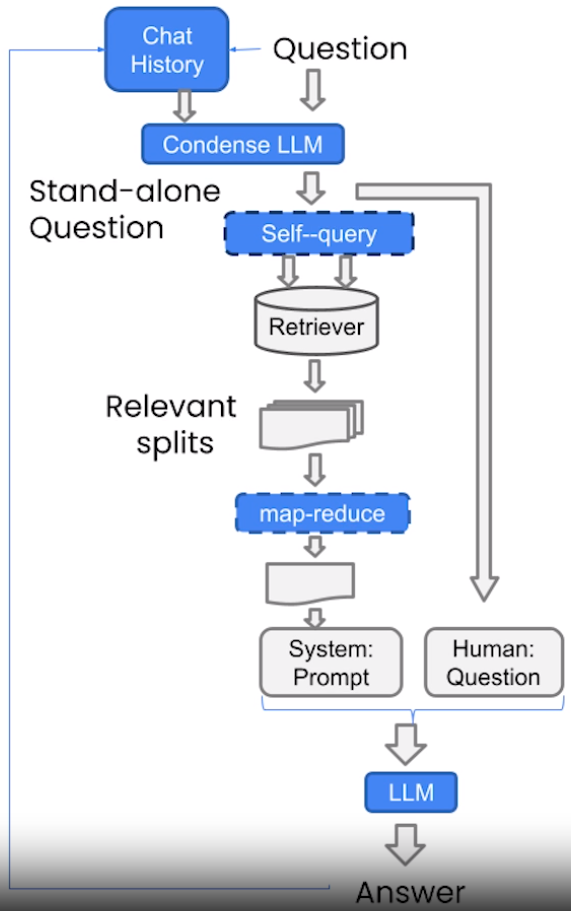 Chat
History
Question
Condense LLM
Stand-alone
Question
Self--query
Retriever
Relevant
splits
map-reduce
System:
Prompt
Human:
Question
LLM
Answer